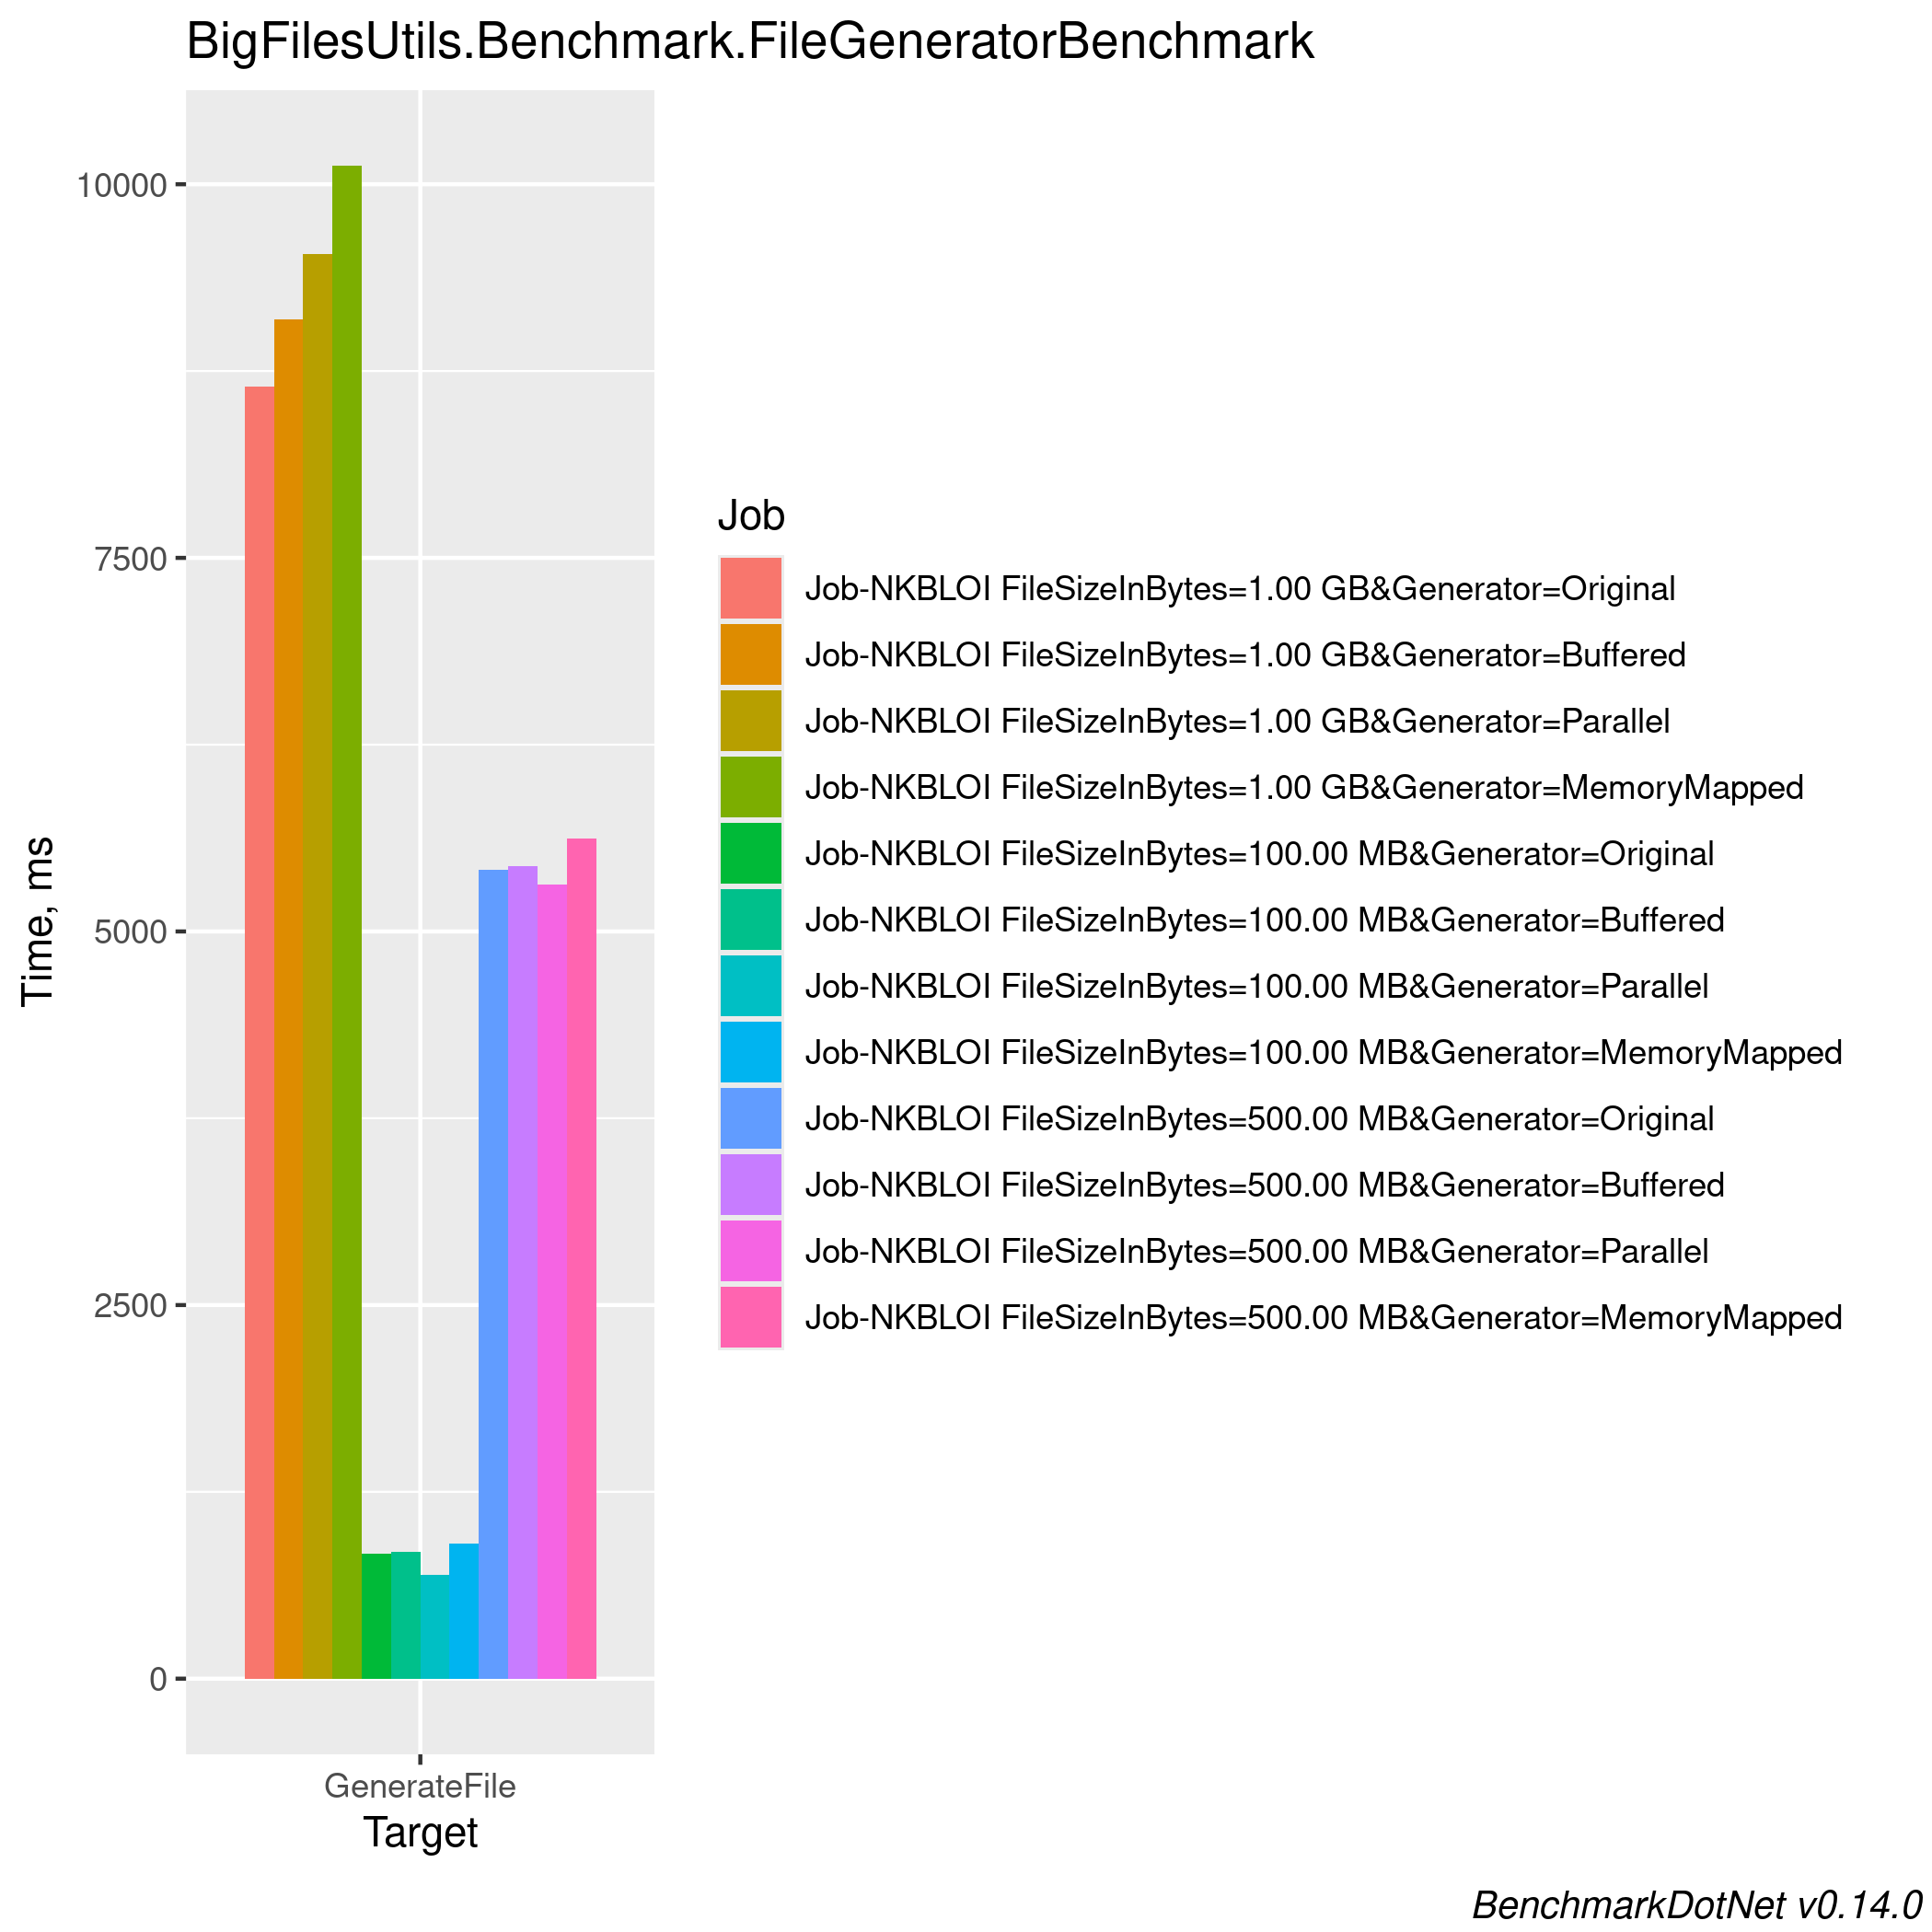 BigFilesUtils.Benchmark.FileGeneratorBenchmark
10000
7500
5000
2500
0
Time, ms
GenerateFile
Target
Job
Job-NKBLOI FileSizeInBytes=1.00 GB&Generator=Original
Job-NKBLOI FileSizeInBytes=1.00 GB&Generator=Buffered
Job-NKBLOI FileSizeInBytes=1.00 GB&Generator=Parallel
Job-NKBLOI FileSizeInBytes=1.00 GB&Generator=MemoryMapped
Job-NKBLOI FileSizeInBytes=100.00 MB&Generator=Original
Job-NKBLOI FileSizeInBytes=100.00 MB&Generator=Buffered
Job-NKBLOI FileSizeInBytes=100.00 MB&Generator=Parallel
Job-NKBLOI FileSizeInBytes=100.00 MB&Generator=MemoryMapped
Job-NKBLOI FileSizeInBytes=500.00 MB&Generator=Original
Job-NKBLOI FileSizeInBytes=500.00 MB&Generator=Buffered
Job-NKBLOI FileSizeInBytes=500.00 MB&Generator=Parallel
Job-NKBLOI FileSizeInBytes=500.00 MB&Generator=MemoryMapped
BenchmarkDotNet v0.14.0